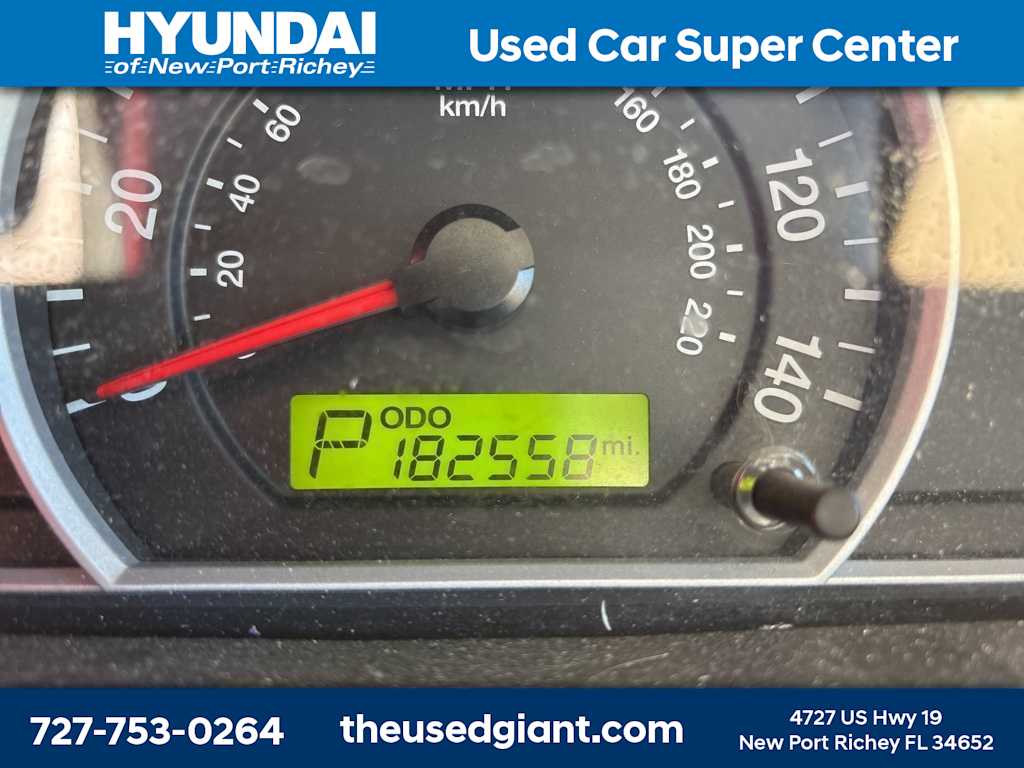 HYUNDAI
of New Port Richey
Used Car Super Center
km/h
60
160
40
180
20
120
20
200
220
140
P ODO
182558 mi.
727-753-0264
theusedgiant.com
4727 US Hwy 19
New Port Richey FL 34652